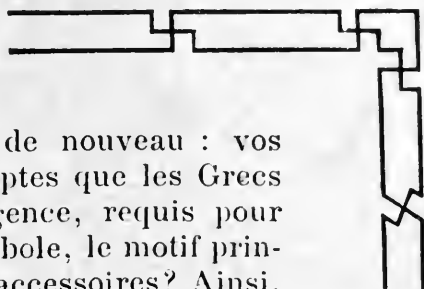 de nouveau : vos
ptes que les Grecs
gence, requis pour
bole, le motif prin-
accessoires? Ainsi,